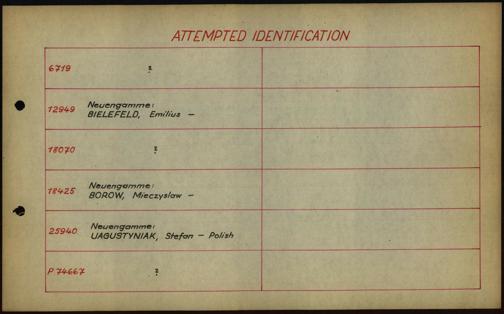 ATTEMPTED IDENTIFICATION
6719 ?
12949 Neuengamme:
BIELEFELD, Emilius -
18070 ?
18425 Neuengamme:
BOROW, Mieczyslaw -
25940 Neuengamme:
UAGUSTYNIAK, Stefan - Polish
P 74667 ?